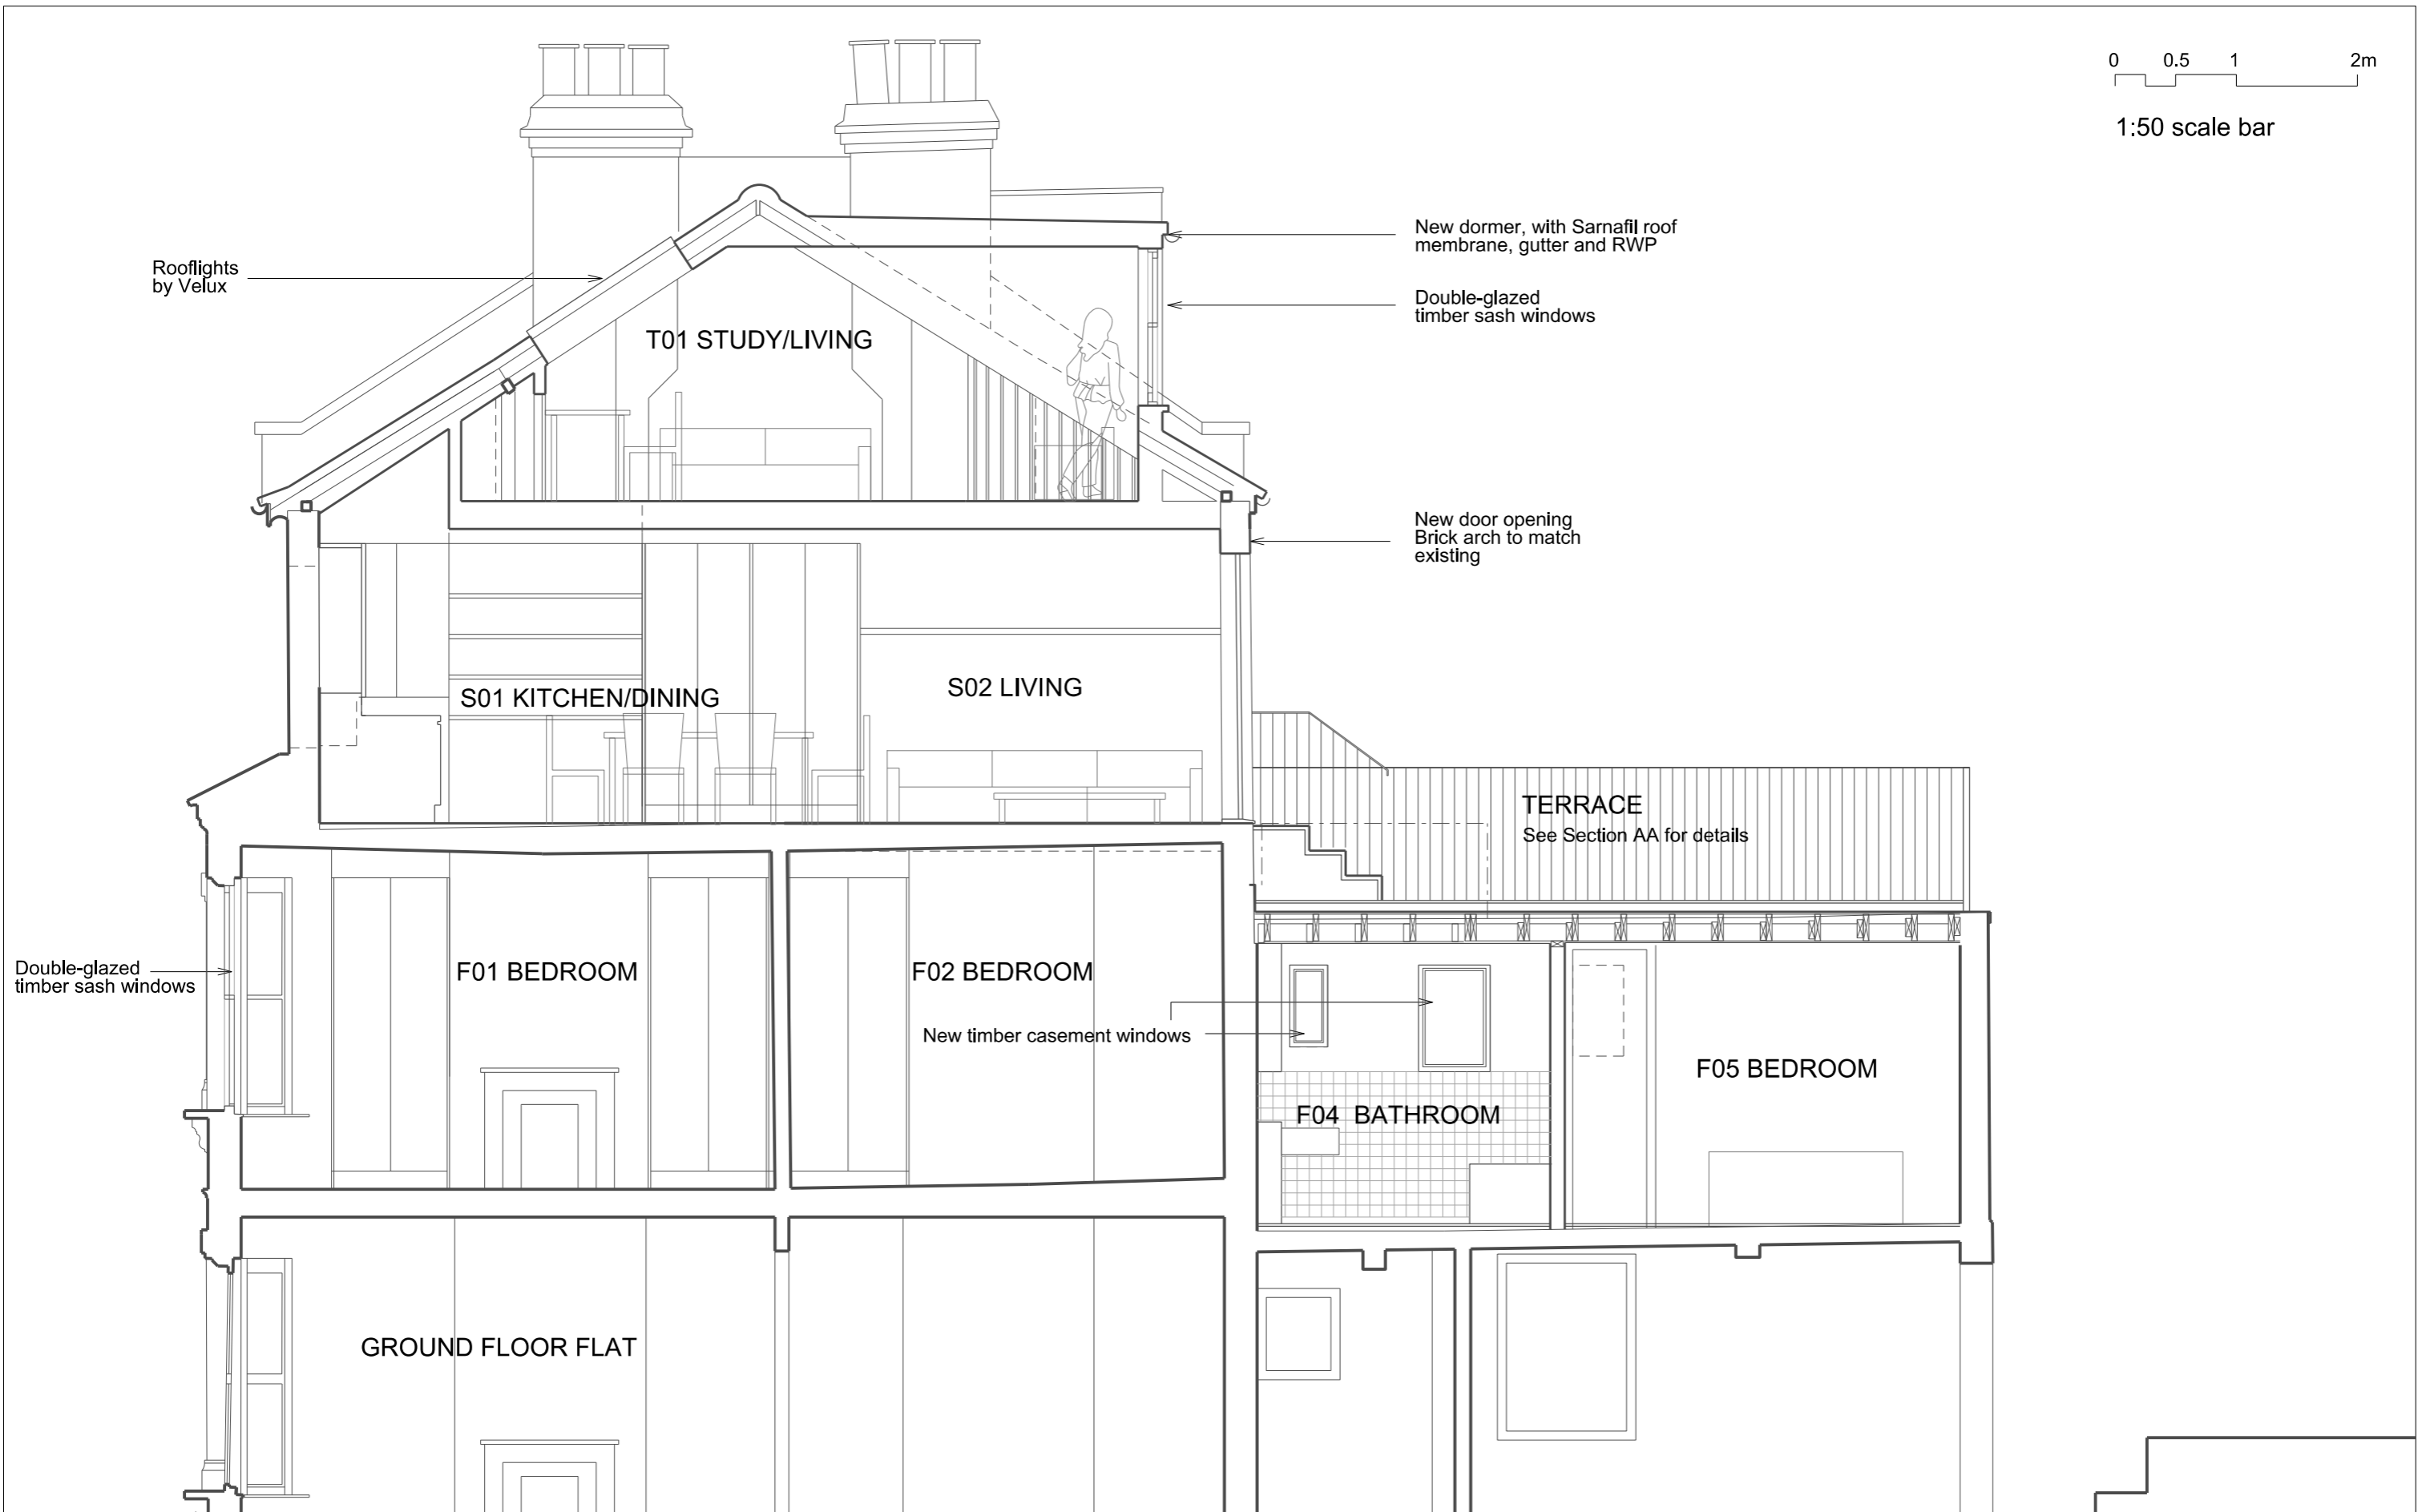 0 0.5 1 2m
1:50 scale bar
New dormer, with Sarnafil roof
membrane, gutter and RWP
Rooflights
by Velux
Double-glazed
timber sash windows
T01 STUDY/LIVING
New door opening
Brick arch to match
existing
S01 KITCHEN/DINING
S02 LIVING
TERRACE
See Section AA for details
Double-glazed
timber sash windows
F01 BEDROOM
F02 BEDROOM
New timber casement windows
F05 BEDROOM
F04 BATHROOM
GROUND FLOOR FLAT